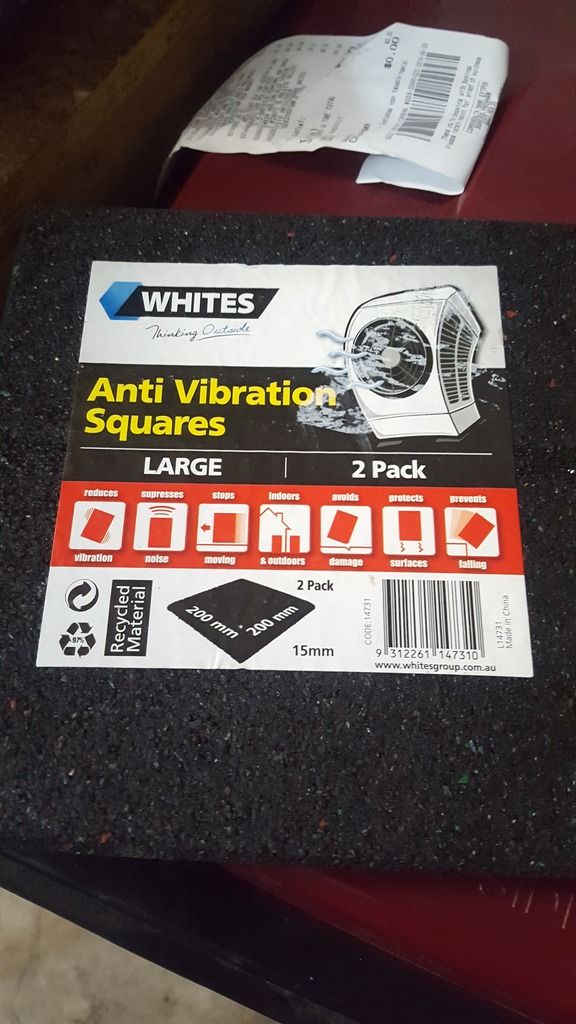 $0.00
WHITES
Thinking Outside
Anti Vibration
Squares
LARGE | 2 Pack
reduces supresses stops indoors avoids protects prevents
vibration noise moving & outdoors damage surfaces falling
97%
Recycled
Material
2 Pack
200 mm * 200 mm
15mm
CODE:14731
9 312261 147310
L14731
Made in China
www.whitesgroup.com.au